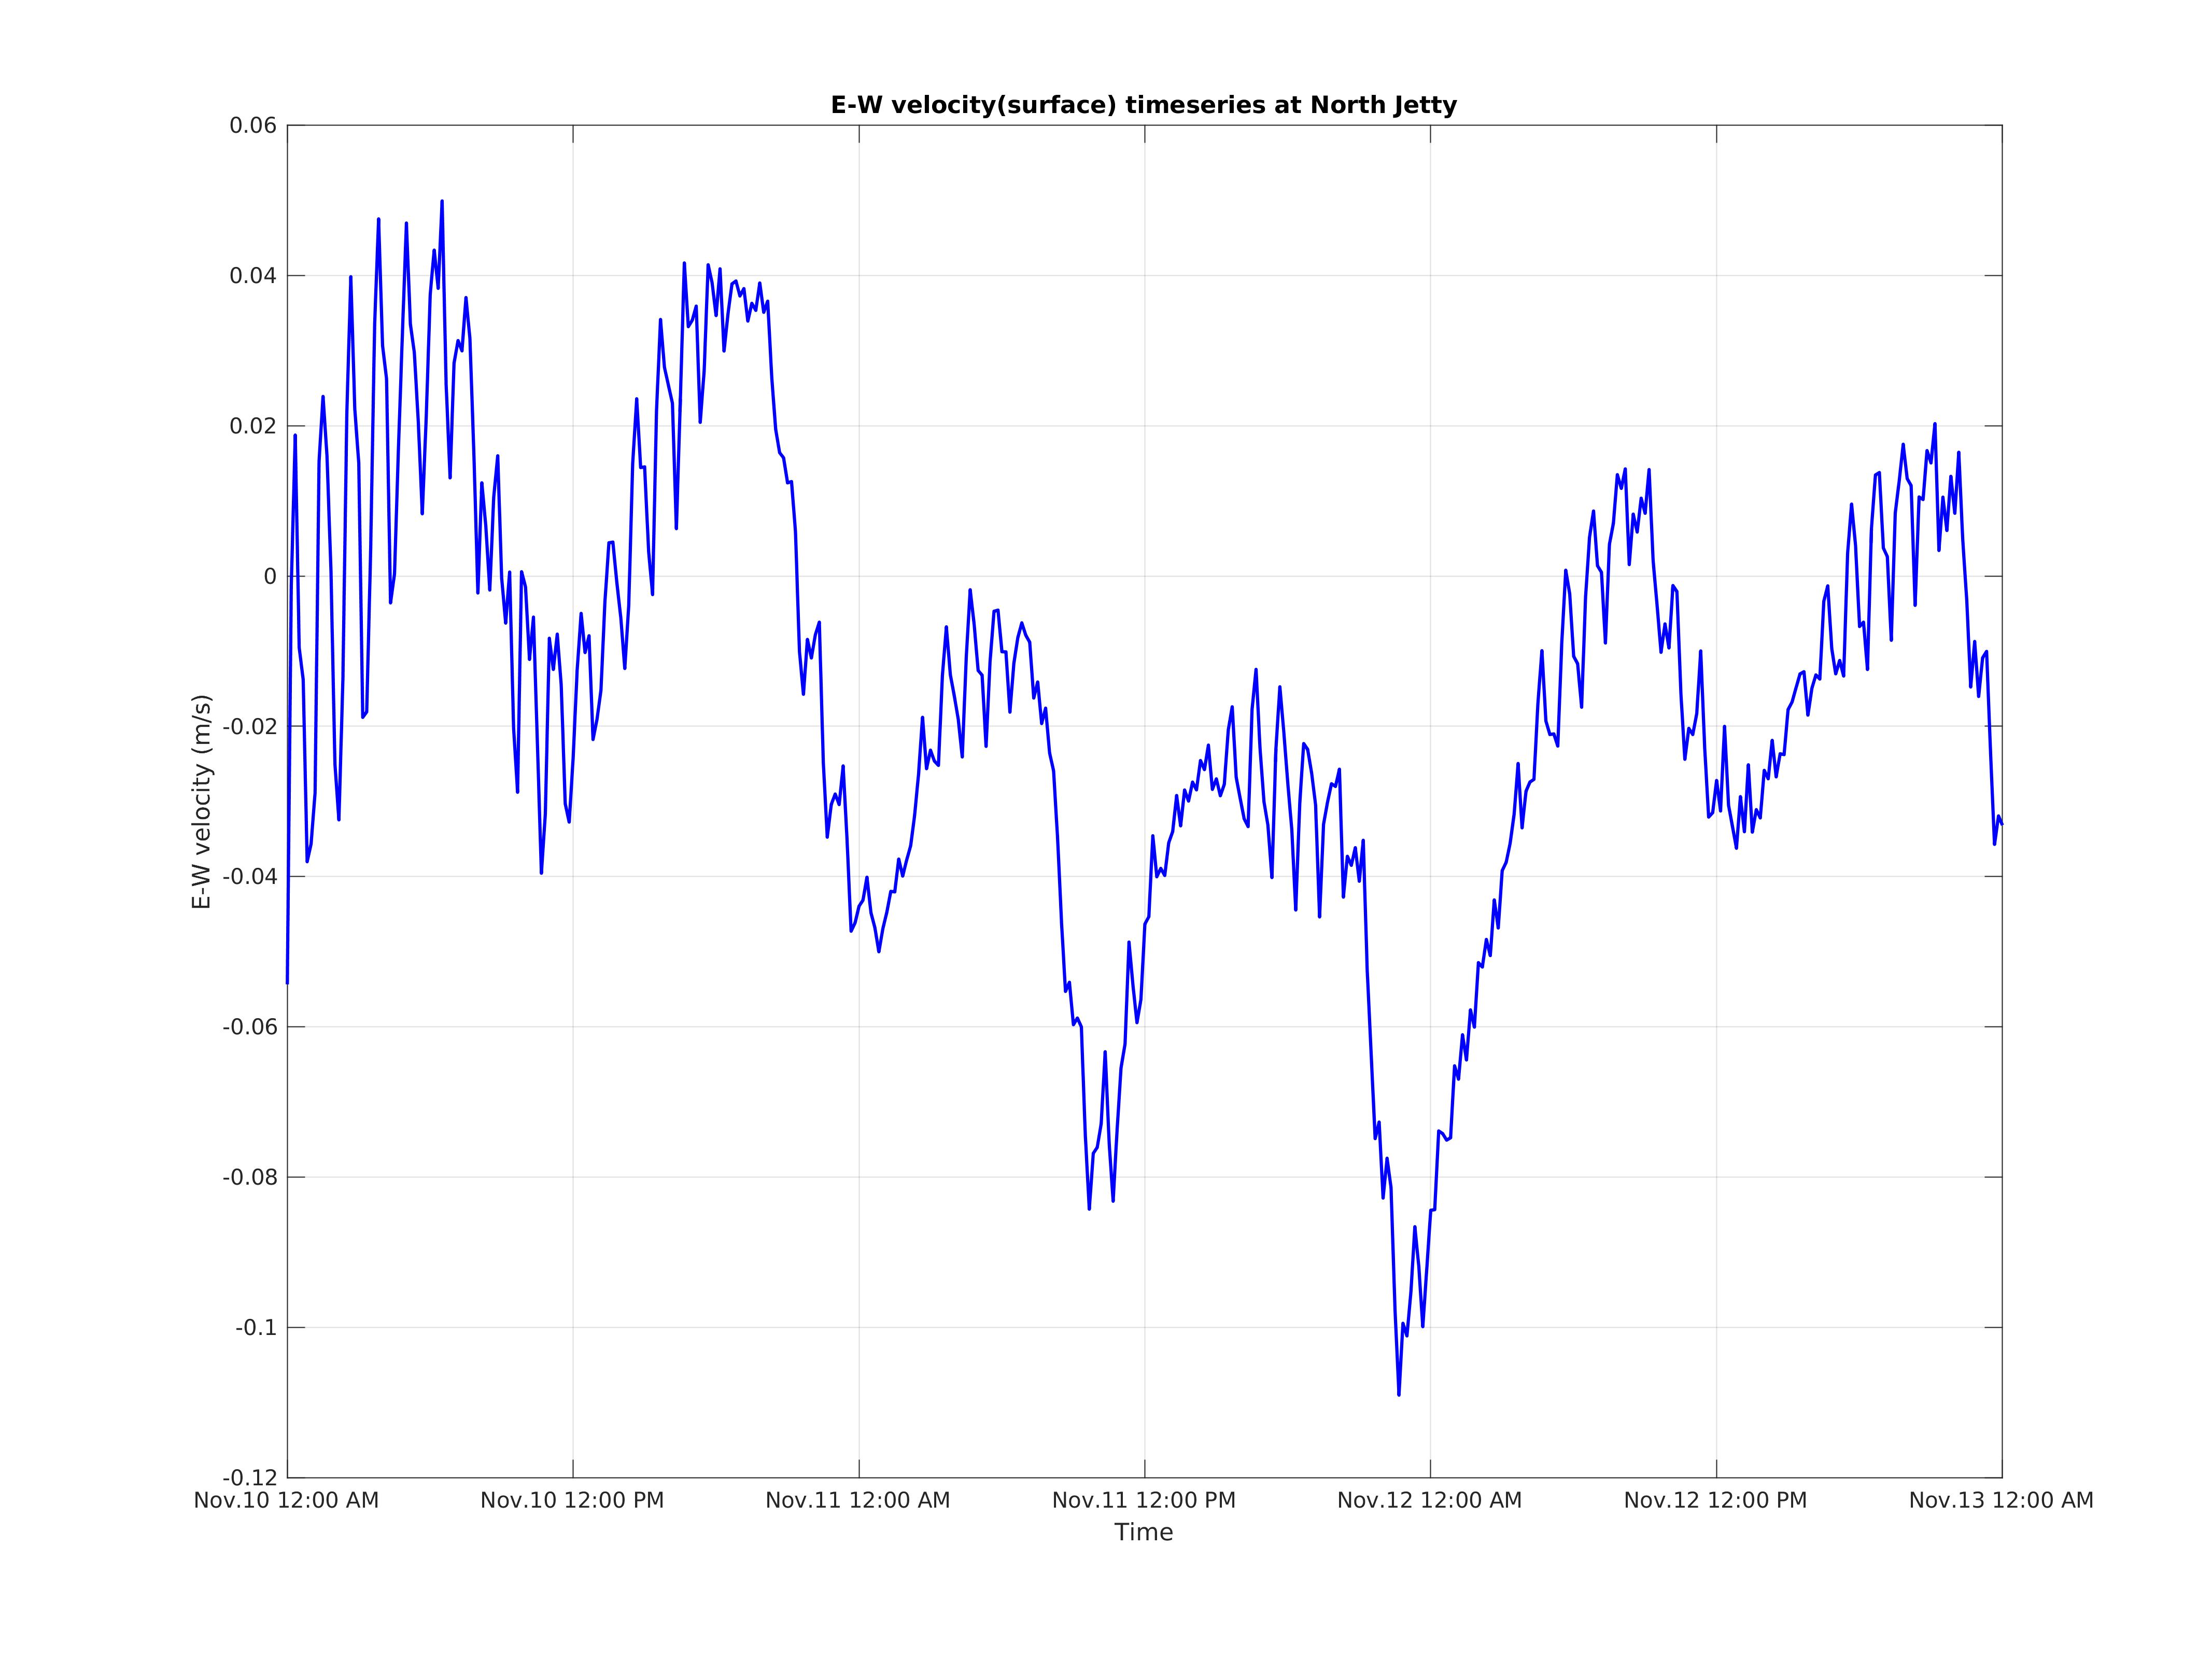 E-W velocity(surface) timeseries at North Jetty
0.06
0.04
0.02
0
-0.02
-0.04
-0.06
-0.08
-0.1
-0.12
E-W velocity (m/s)
Nov.10 12:00 AM Nov.10 12:00 PM Nov.11 12:00 AM Nov.11 12:00 PM Nov.12 12:00 AM Nov.12 12:00 PM Nov.13 12:00 AM
Time